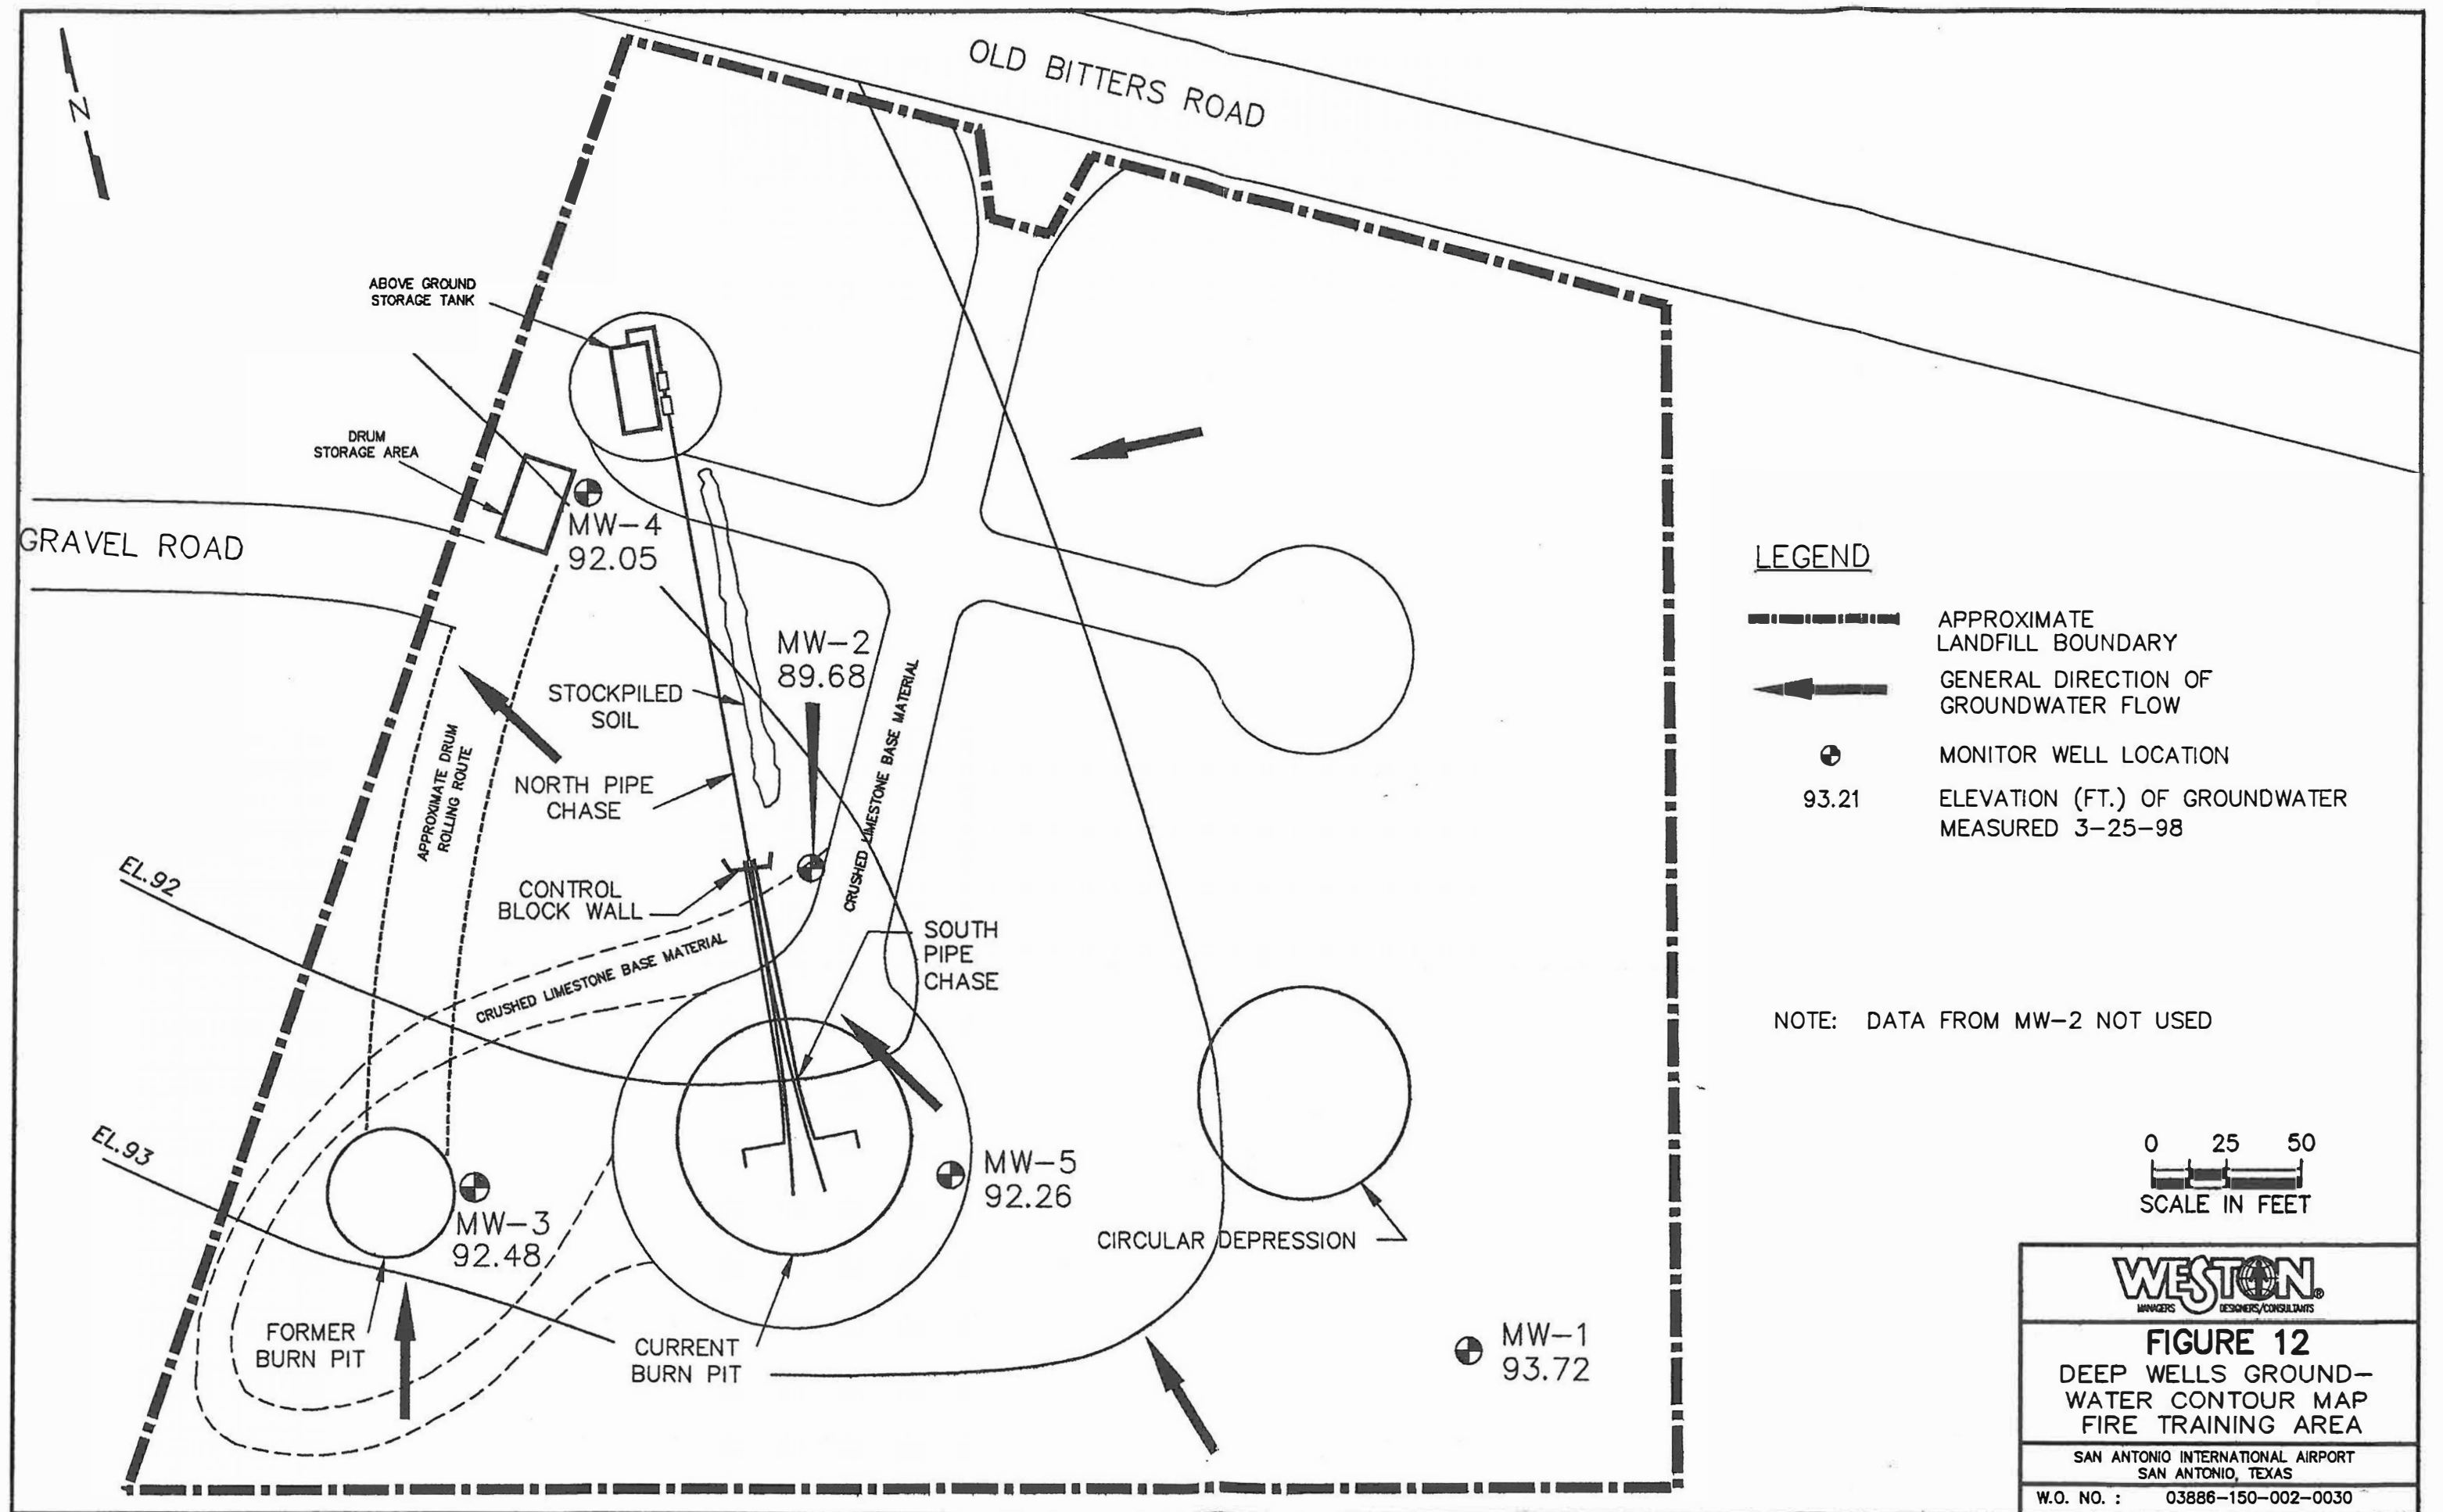 OLD BITTERS ROAD
N
ABOVE GROUND
STORAGE TANK
DRUM
STORAGE AREA
GRAVEL ROAD
MW-4
92.05
MW-2
89.68
STOCKPILED
SOIL
NORTH PIPE
CHASE
APPROXIMATE DRUM
ROLLING ROUTE
CRUSHED LIMESTONE BASE MATERIAL
EL.92
CONTROL
BLOCK WALL
SOUTH
PIPE
CHASE
CRUSHED LIMESTONE BASE MATERIAL
EL.93
MW-3
92.48
MW-5
92.26
CIRCULAR DEPRESSION
FORMER
BURN PIT
CURRENT
BURN PIT
MW-1
93.72
LEGEND
APPROXIMATE
LANDFILL BOUNDARY
GENERAL DIRECTION OF
GROUNDWATER FLOW
MONITOR WELL LOCATION
93.21 ELEVATION (FT.) OF GROUNDWATER
MEASURED 3-25-98
NOTE: DATA FROM MW-2 NOT USED
0 25 50
SCALE IN FEET
WESTON®
MANAGERS DESIGNERS/CONSULTANTS
FIGURE 12
DEEP WELLS GROUND-
WATER CONTOUR MAP
FIRE TRAINING AREA
SAN ANTONIO INTERNATIONAL AIRPORT
SAN ANTONIO, TEXAS
W.O. NO. : 03886-150-002-0030